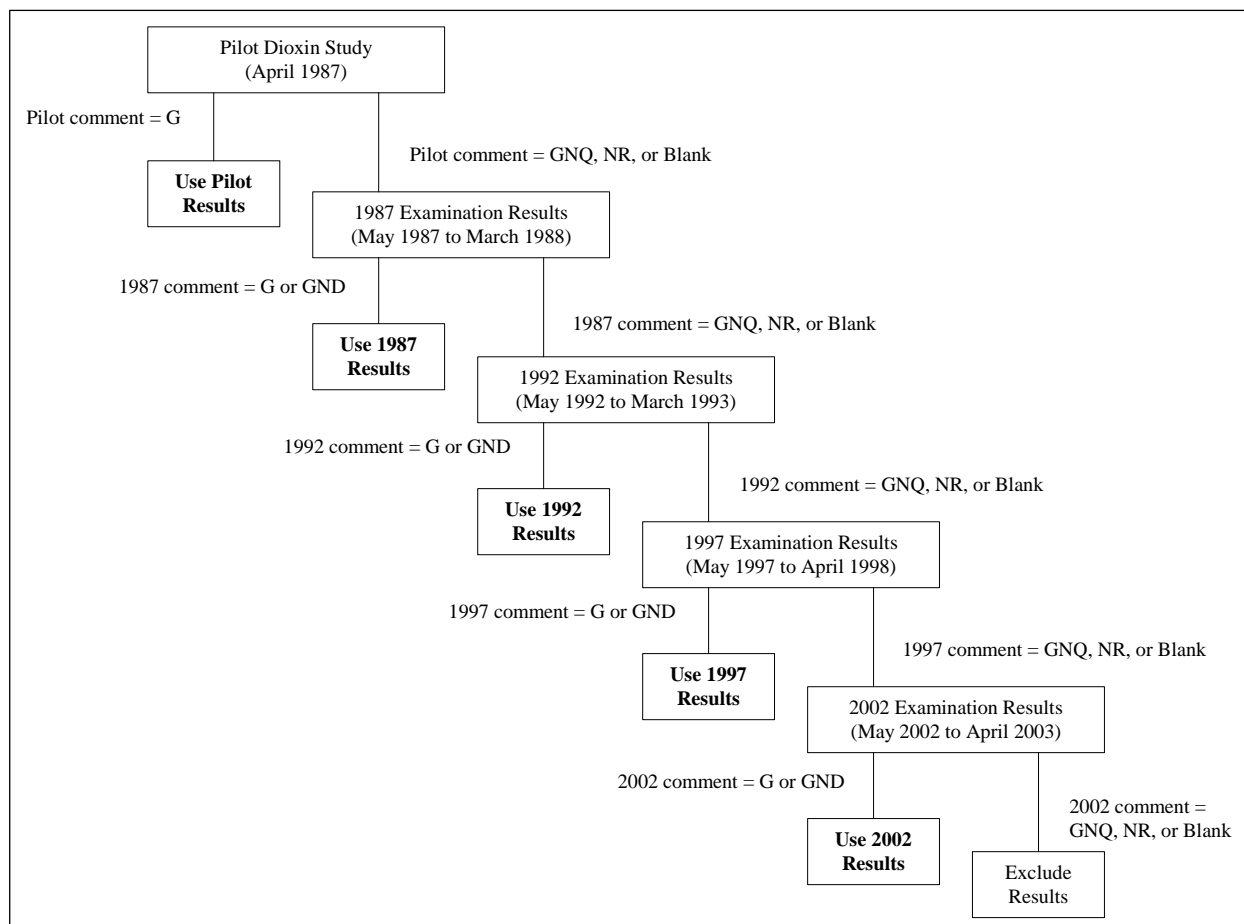 Pilot Dioxin Study
(April 1987)
Pilot comment = G
Pilot comment = GNQ, NR, or Blank
Use Pilot
Results
1987 Examination Results
(May 1987 to March 1988)
1987 comment = G or GND
1987 comment = GNQ, NR, or Blank
Use 1987
Results
1992 Examination Results
(May 1992 to March 1993)
1992 comment = G or GND
1992 comment = GNQ, NR, or Blank
Use 1992
Results
1997 Examination Results
(May 1997 to April 1998)
1997 comment = G or GND
1997 comment = GNQ, NR, or Blank
Use 1997
Results
2002 Examination Results
(May 2002 to April 2003)
2002 comment = G or GND
2002 comment =
GNQ, NR, or Blank
Use 2002
Results
Exclude
Results